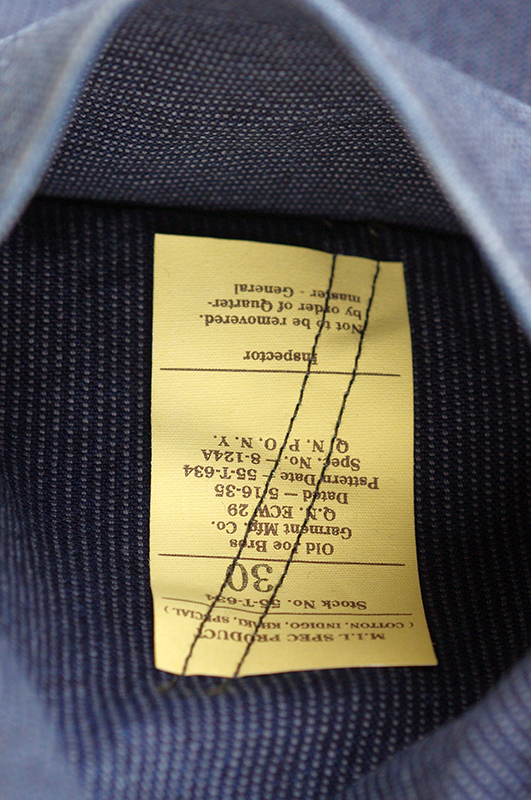 M.I.L SPEC PRODUCT
( COTTON, INDIGO, KHAKI, SPECIAL )
Stock No. 55-T-634
30
Old Joe Bros
Garment Mfg. Co.
Q.N. ECW 29
Dated — 5/16-35
Pattern Date — 55-T-634
Spec. No. — 8-124A
Q. N. P. O. N. Y.
Inspector
Not to be removered.
by order of Quarter-
master - General